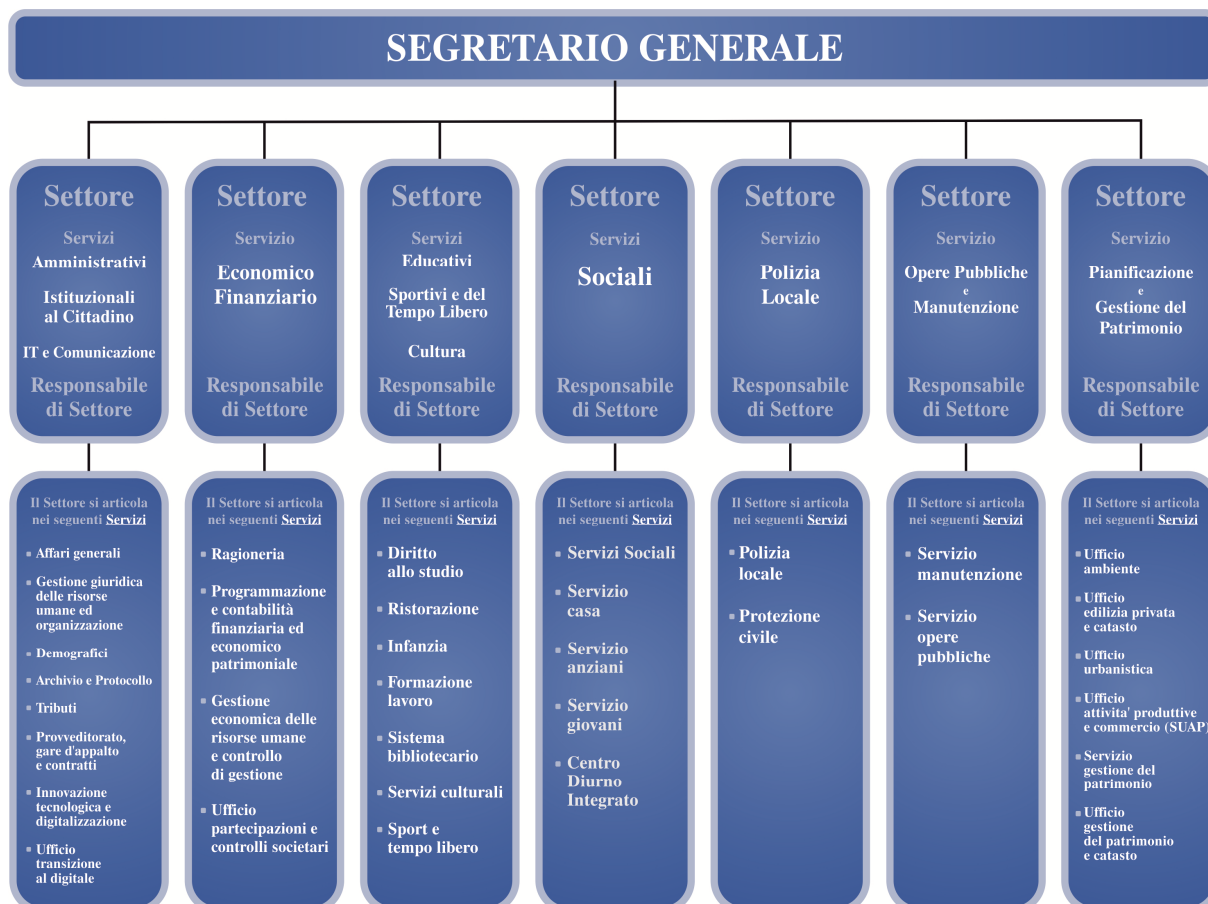 SEGRETARIO GENERALE
Settore
Servizi
Amministrativi
Istituzionali
al Cittadino
IT e Comunicazione
Responsabile
di Settore
Settore
Servizio
Economico
Finanziario
Responsabile
di Settore
Settore
Servizi
Educativi
Sportivi e del
Tempo Libero
Cultura
Responsabile
di Settore
Settore
Servizi
Sociali
Responsabile
di Settore
Settore
Servizio
Polizia
Locale
Responsabile
di Settore
Settore
Servizio
Opere Pubbliche
e
Manutenzione
Responsabile
di Settore
Settore
Servizio
Pianificazione
e
Gestione del
Patrimonio
Responsabile
di Settore
Il Settore si articola
nei seguenti Servizi
Affari generali
Gestione giuridica
delle risorse
umane ed
organizzazione
Demografici
Archivio e Protocollo
Tributi
Provveditorato,
gare d'appalto
e contratti
Innovazione
tecnologica e
digitalizzazione
Ufficio
transizione
al digitale
Il Settore si articola
nei seguenti Servizi
Ragioneria
Programmazione
e contabilità
finanziaria ed
economico
patrimoniale
Gestione
economica delle
risorse umane
e controllo
di gestione
Ufficio
partecipazioni e
controlli societari
Il Settore si articola
nei seguenti Servizi
Diritto
allo studio
Ristorazione
Infanzia
Formazione
lavoro
Sistema
bibliotecario
Servizi culturali
Sport e
tempo libero
Il Settore si articola
nei seguenti Servizi
Servizi Sociali
Servizio
casa
Servizio
anziani
Servizio
giovani
Centro
Diurno
Integrato
Il Settore si articola
nei seguenti Servizi
Polizia
locale
Protezione
civile
Il Settore si articola
nei seguenti Servizi
Servizio
manutenzione
Servizio
opere
pubbliche
Il Settore si articola
nei seguenti Servizi
Ufficio
ambiente
Ufficio
edilizia privata
e catasto
Ufficio
urbanistica
Ufficio
attivita' produttive
e commercio (SUAP)
Servizio
gestione del
patrimonio
Ufficio
gestione
del patrimonio
e catasto